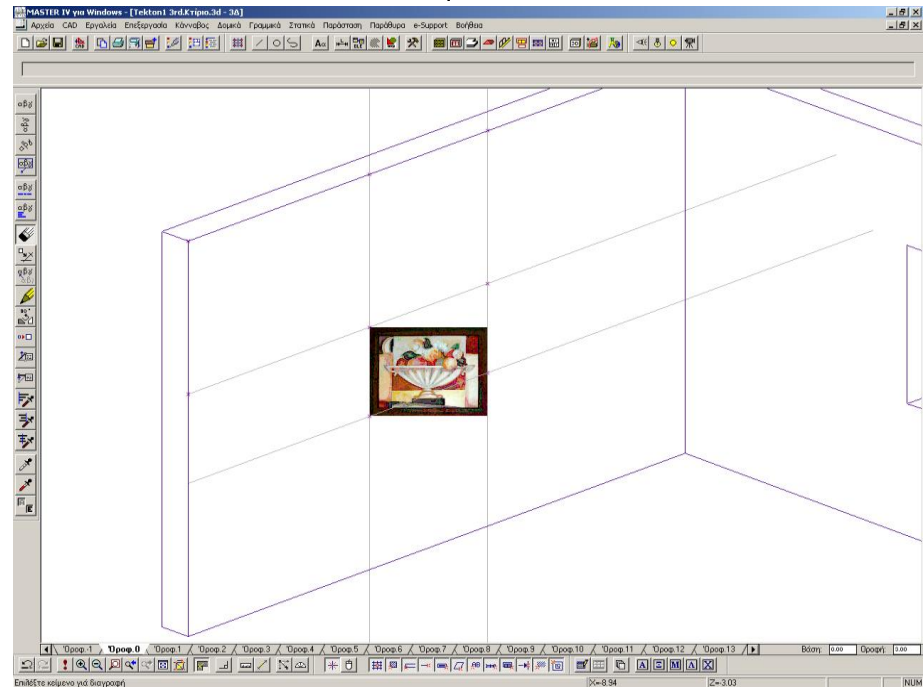 MASTER IV για Windows - [Tekton1 3rd.Κτίριο.3d - 3Δ]
Αρχεία CAD Εργαλεία Επεξεργασία Κάνναβος Δομικά Γραμμικά Στατικά Παράσταση Παράθυρα e-Support Βοήθεια
Όροφ.-1 Όροφ.0 Όροφ.1 Όροφ.2 Όροφ.3 Όροφ.4 Όροφ.5 Όροφ.6 Όροφ.7 Όροφ.8 Όροφ.9 Όροφ.10 Όροφ.11 Όροφ.12 Όροφ.13 Βάση: 0.00 Οροφή: 0.00
Επιλέξτε κείμενο γιά διαγραφή X=-8.94 Z=-3.03 NUM